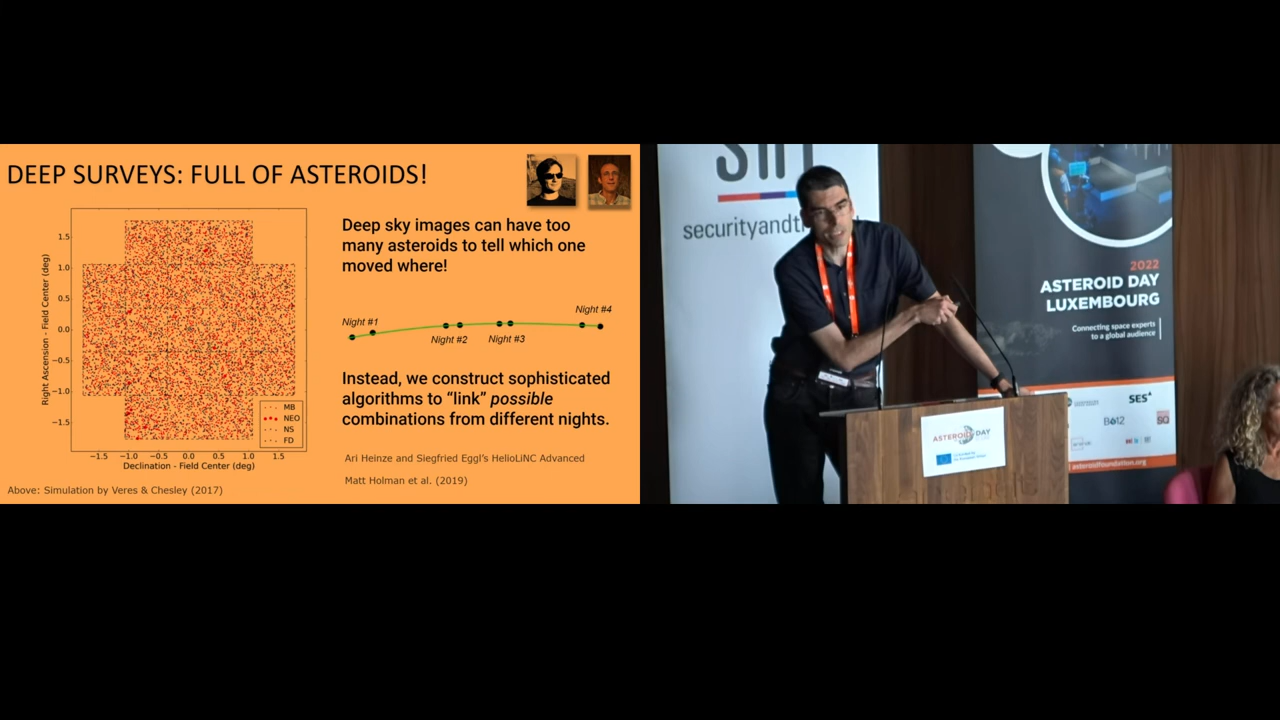 DEEP SURVEYS: FULL OF ASTEROIDS!
Right Ascension - Field Center (deg)
1.5
1.0
0.5
0.0
−0.5
−1.0
−1.5
−1.5 −1.0 −0.5 0.0 0.5 1.0 1.5
Declination - Field Center (deg)
MB
NEO
NS
FD
Above: Simulation by Veres & Chesley (2017)
Deep sky images can have too
many asteroids to tell which one
moved where!
Night #1
Night #2
Night #3
Night #4
Instead, we construct sophisticated
algorithms to “link” possible
combinations from different nights.
Ari Heinze and Siegfried Eggl’s HelioLiNC Advanced
Matt Holman et al. (2019)
2022
ASTEROID DAY
LUXEMBOURG
Connecting space experts
to a global audience
SES
B612
asteroidfoundation.org
ASTEROID DAY